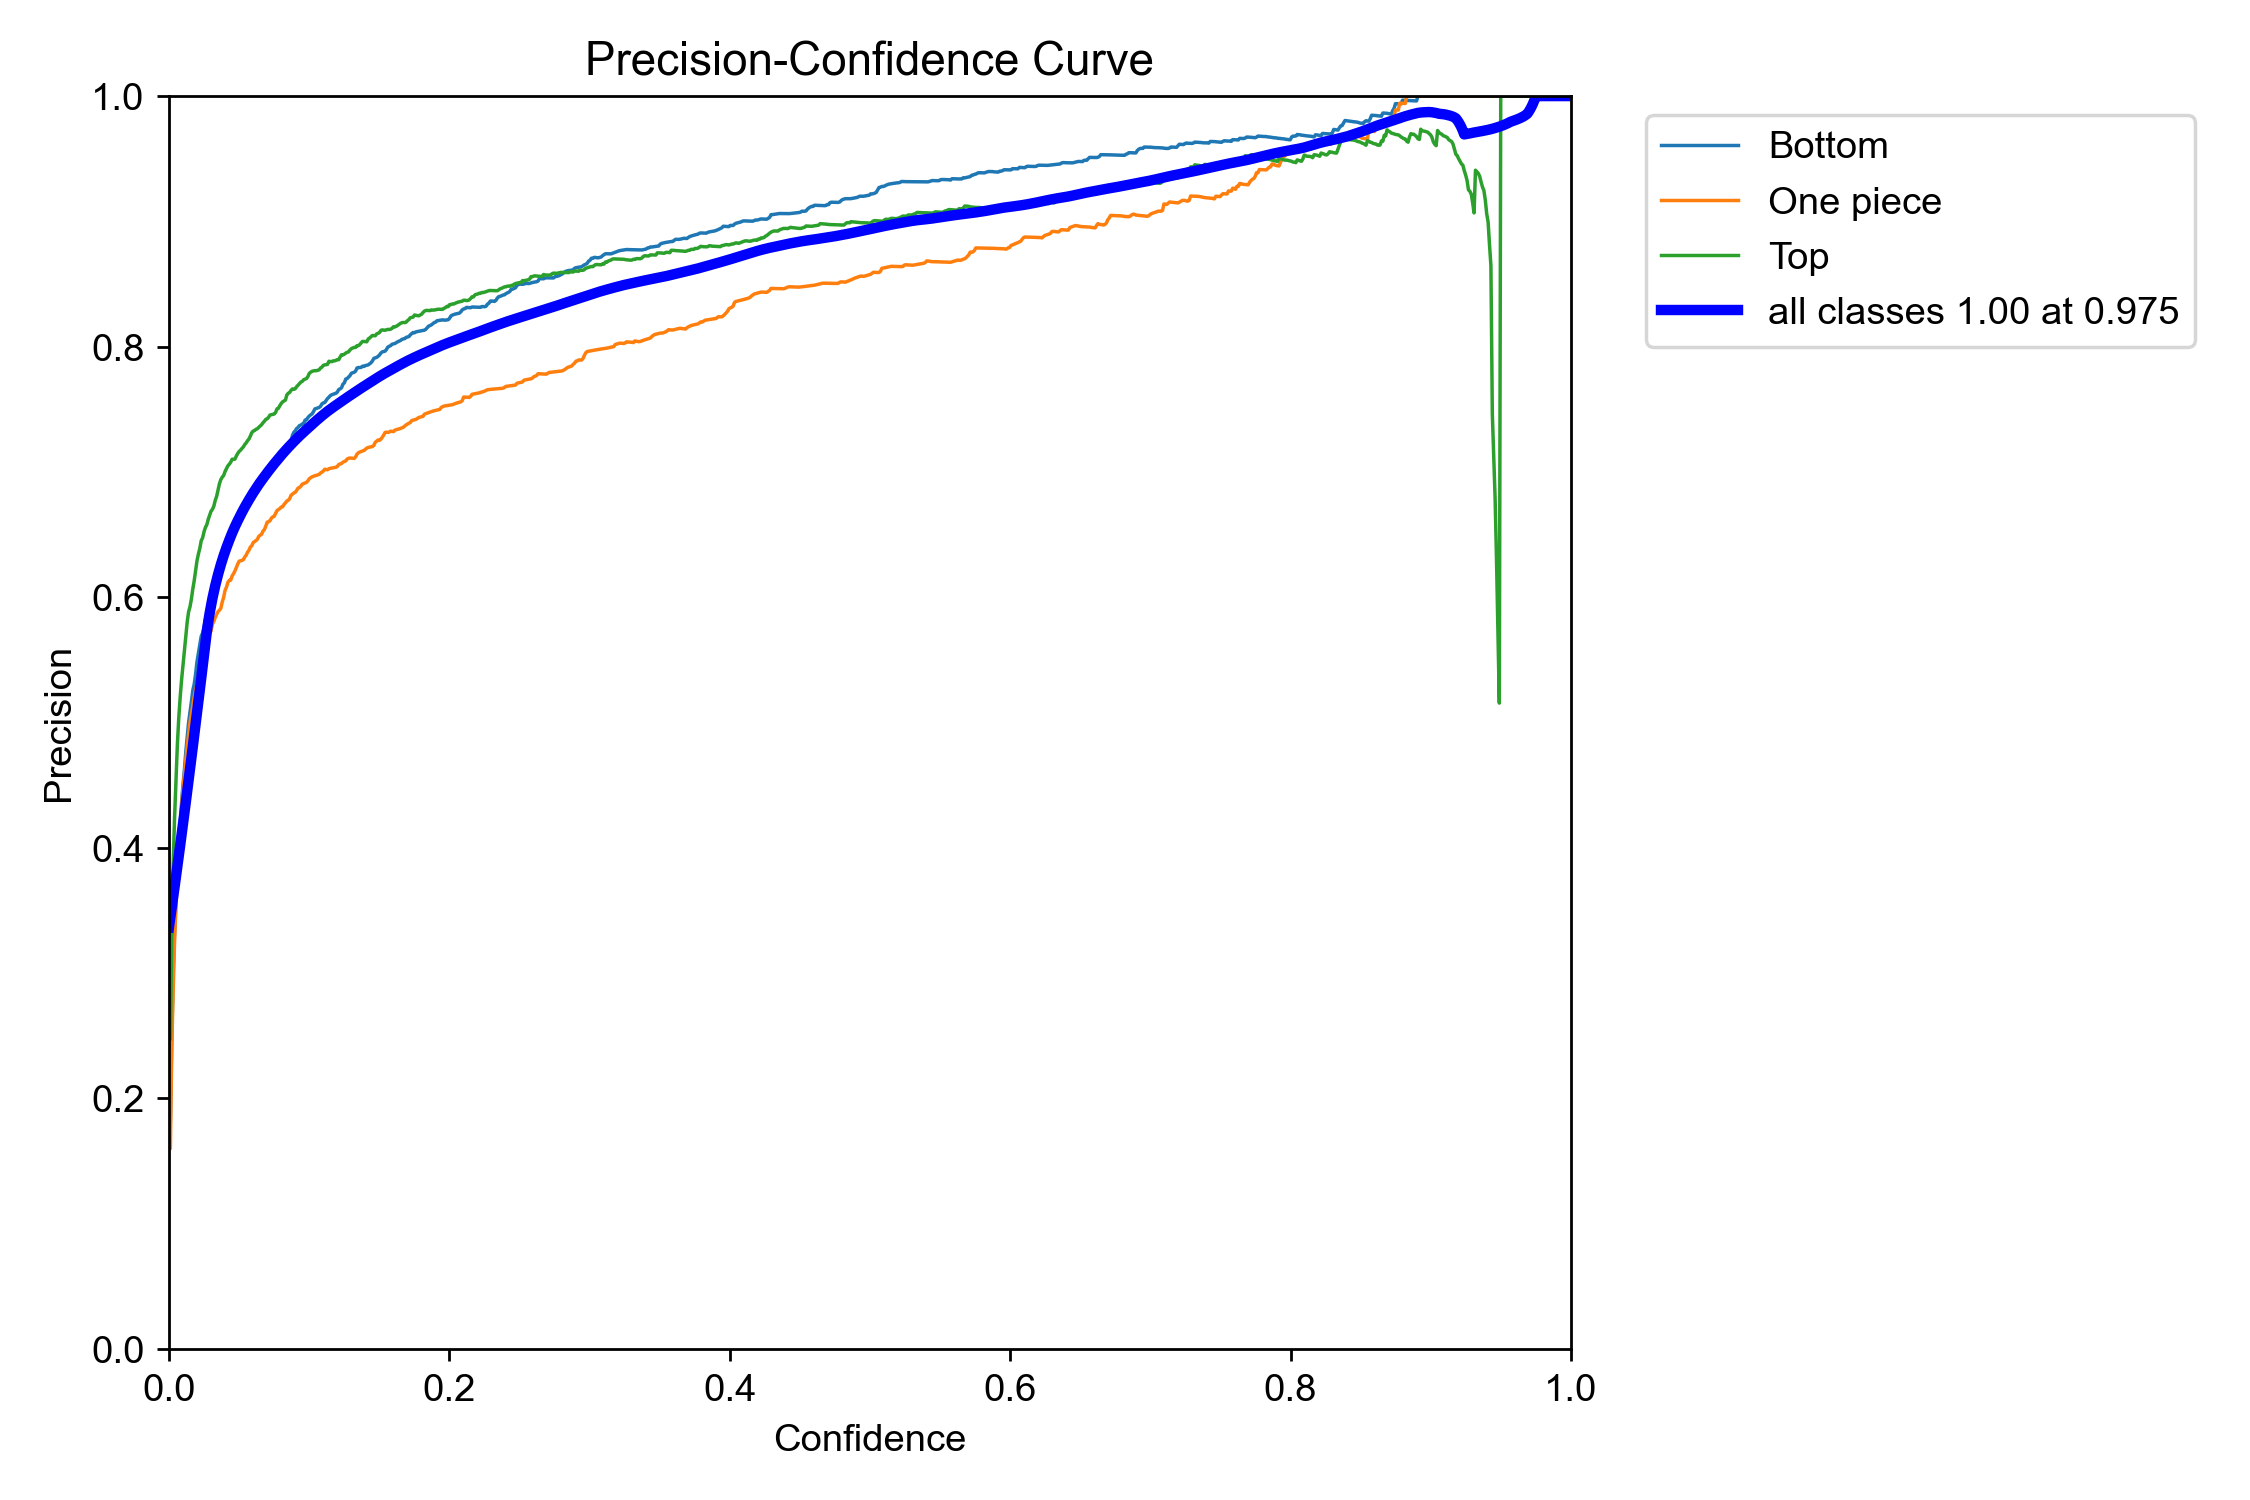 Precision-Confidence Curve
1.0
0.8
0.6
0.4
0.2
0.0
Precision
0.0 0.2 0.4 0.6 0.8 1.0
Confidence
Bottom
One piece
Top
all classes 1.00 at 0.975